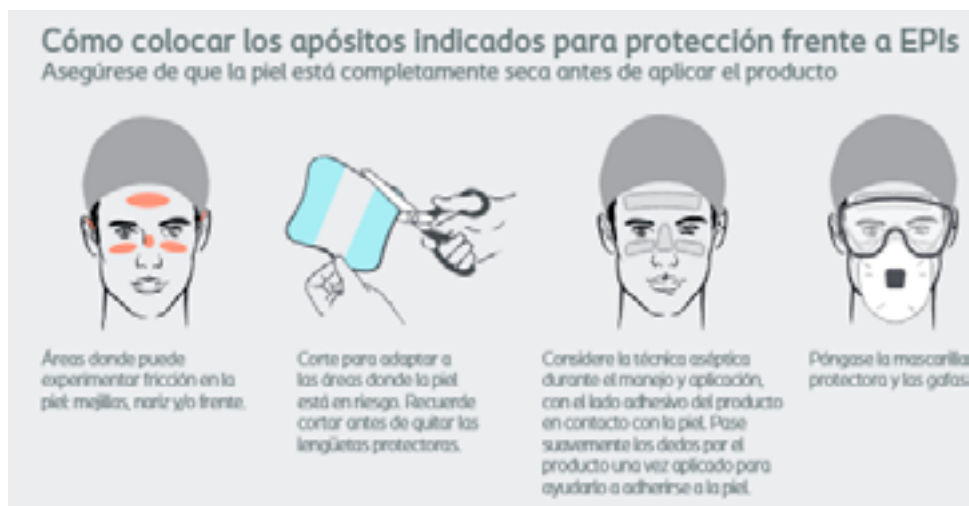 Cómo colocar los apósitos indicados para protección frente a EPIs
Asegúrese de que la piel está completamente seca antes de aplicar el producto
Áreas donde puede
experimentar fricción en la
piel: mejillas, nariz y/o frente.
Corte para adaptar a
las áreas donde la piel
está en riesgo. Recuerde
cortar antes de quitar las
lengüetas protectoras.
Considere la técnica aséptica
durante el manejo y aplicación,
con el lado adhesivo del producto
en contacto con la piel. Pase
suavemente los dedos por el
producto una vez aplicado para
ayudarlo a adherirse a la piel.
Póngase la mascarilla
protectora y las gafas